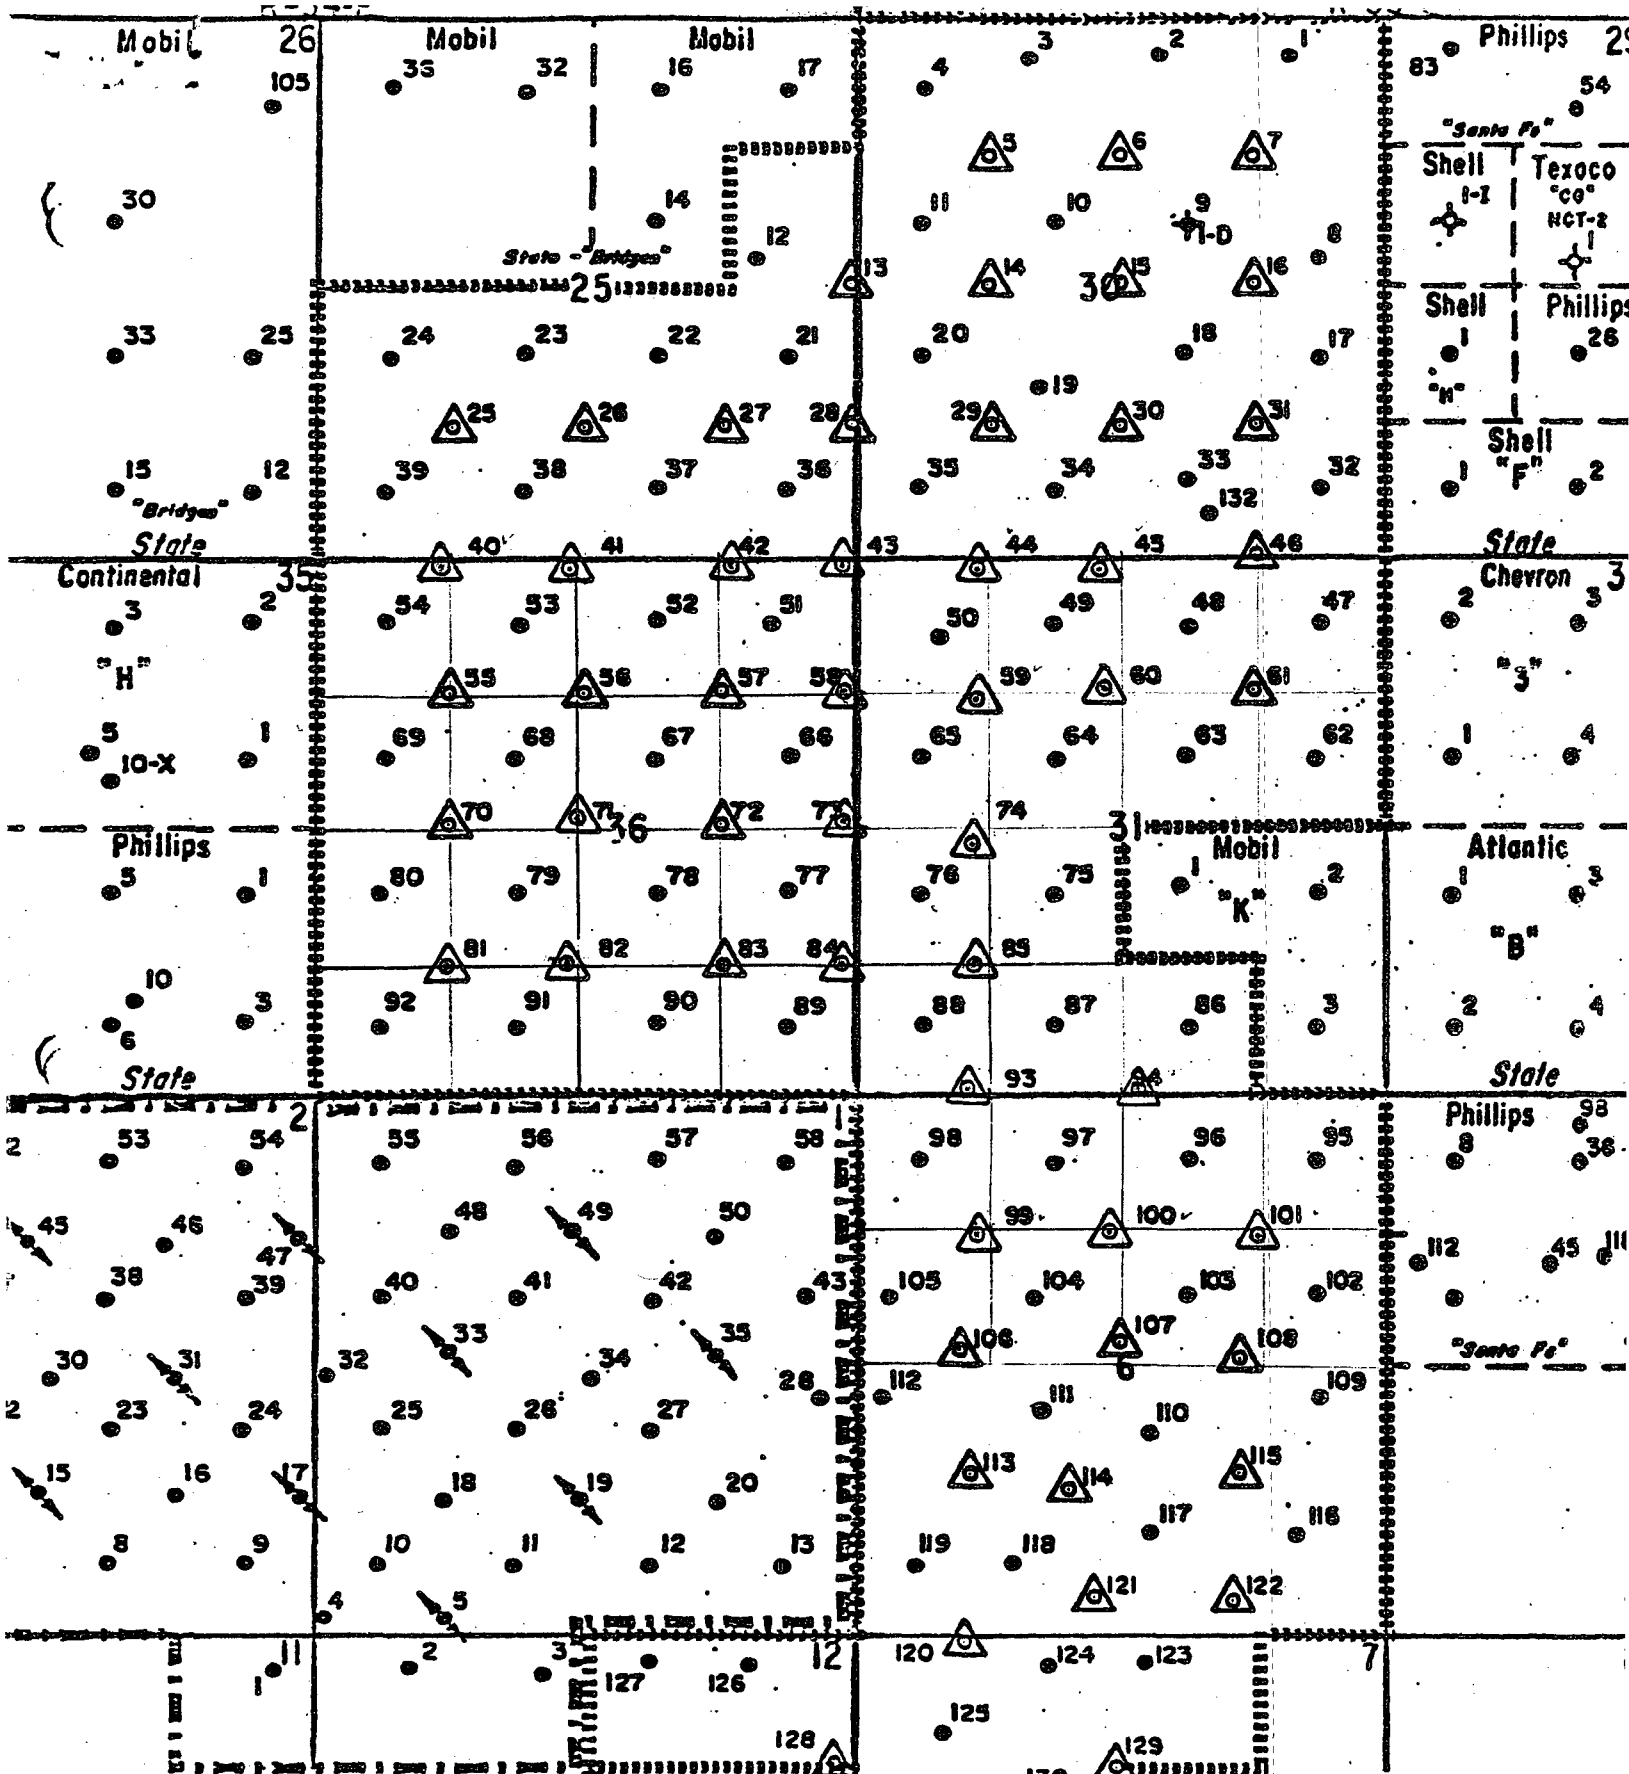 Mobil 26 Mobil Mobil 3 2 1 Phillips 29
105 33 32 16 17 4 83 54
"Santa Fe"
5 6 7 Shell Texaco
30 14 11 10 9 1-I "CG"
1-D NCT-2
State - "Bridges" 12 8 1
25 13 14 30 15 16 Shell Phillips
33 25 24 23 22 21 20 18 17 1 26
19 "H"
25 26 27 28 29 30 31 Shell
15 12 39 38 37 36 35 34 33 32 1 "F" 2
"Bridges" 132
State 40 41 42 43 44 45 46 State
Continental 35 Chevron 3
3 2 54 53 52 51 50 49 48 47 2 3
"H" 55 56 57 58 59 60 61 "J"
5 1 69 68 67 66 65 64 63 62 1 4
10-X
70 71 36 72 73 74 31
Phillips Mobil Atlantic
5 1 80 79 78 77 76 75 1 2 1 3
"K"
81 82 83 84 85 "B"
10 6 3 92 91 90 89 88 87 86 3 2 4
State 93 94 State
2 Phillips 98
2 53 54 55 56 57 58 98 97 96 95 8 36
45 46 47 48 49 50 99 100 101
38 39 40 41 42 43 105 104 103 102 112 45
30 31 32 33 34 35 106 107 108 "Santa Fe"
6
28 112 111 110 109
23 24 25 26 27
15 16 17 18 19 20 113 114 115
8 9 10 11 12 13 119 118 117 116
4 5 121 122
11 2 3 127 126 12 120 124 123 7
1
125
128 129